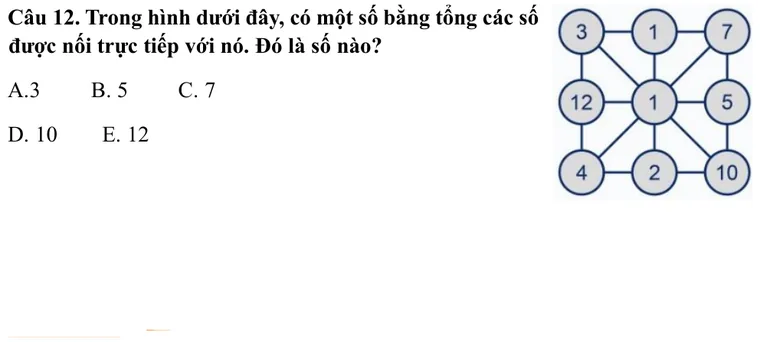 Câu 12. Trong hình dưới đây, có một số bằng tổng các số
được nối trực tiếp với nó. Đó là số nào?
A.3 B. 5 C. 7
D. 10 E. 12
3 1 7
12 1 5
4 2 10